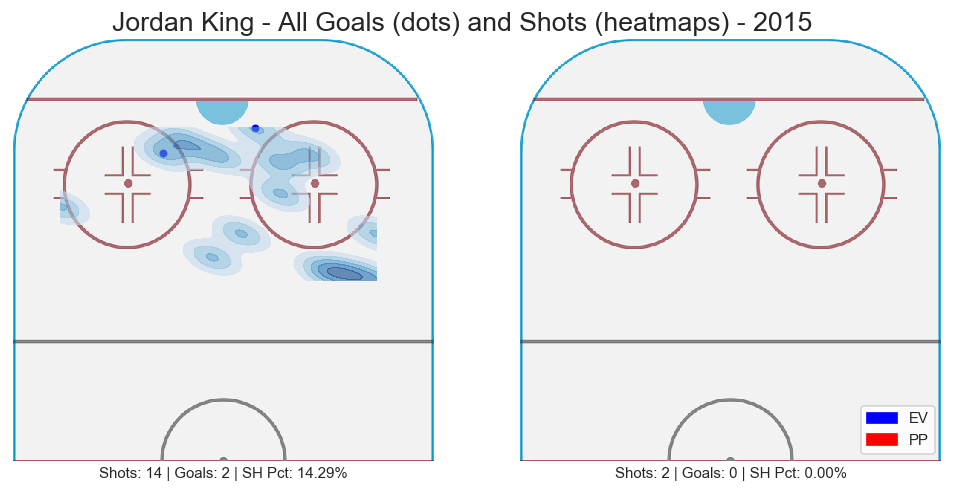 Jordan King - All Goals (dots) and Shots (heatmaps) - 2015
EV
PP
Shots: 14 | Goals: 2 | SH Pct: 14.29%
Shots: 2 | Goals: 0 | SH Pct: 0.00%